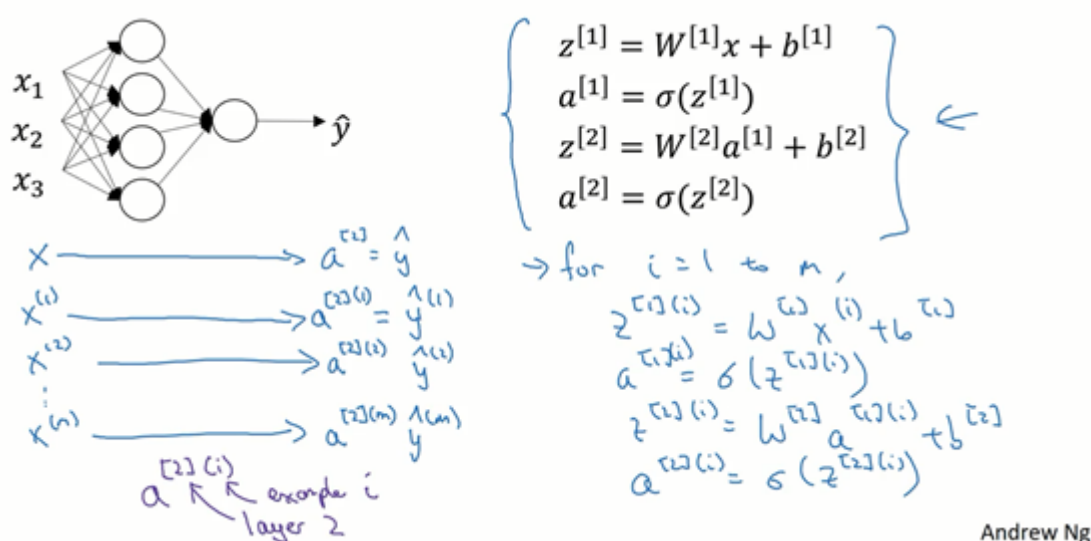 x₁
x₂
x₃
ŷ
z^[1] = W^[1]x + b^[1]
a^[1] = σ(z^[1])
z^[2] = W^[2]a^[1] + b^[2]
a^[2] = σ(z^[2])
x → a^[2] = ŷ
x^(1) → a^[2](1) = ŷ^(1)
x^(2) → a^[2](2) ŷ^(2)
⋮
x^(m) → a^[2](m) ŷ^(m)
a^[2](i)
example i
layer 2
→ for i = 1 to m,
z^[1](i) = W^[1] x^(i) + b^[1]
a^[1](i) = σ(z^[1](i))
z^[2](i) = W^[2] a^[1](i) + b^[2]
a^[2](i) = σ(z^[2](i))
Andrew Ng